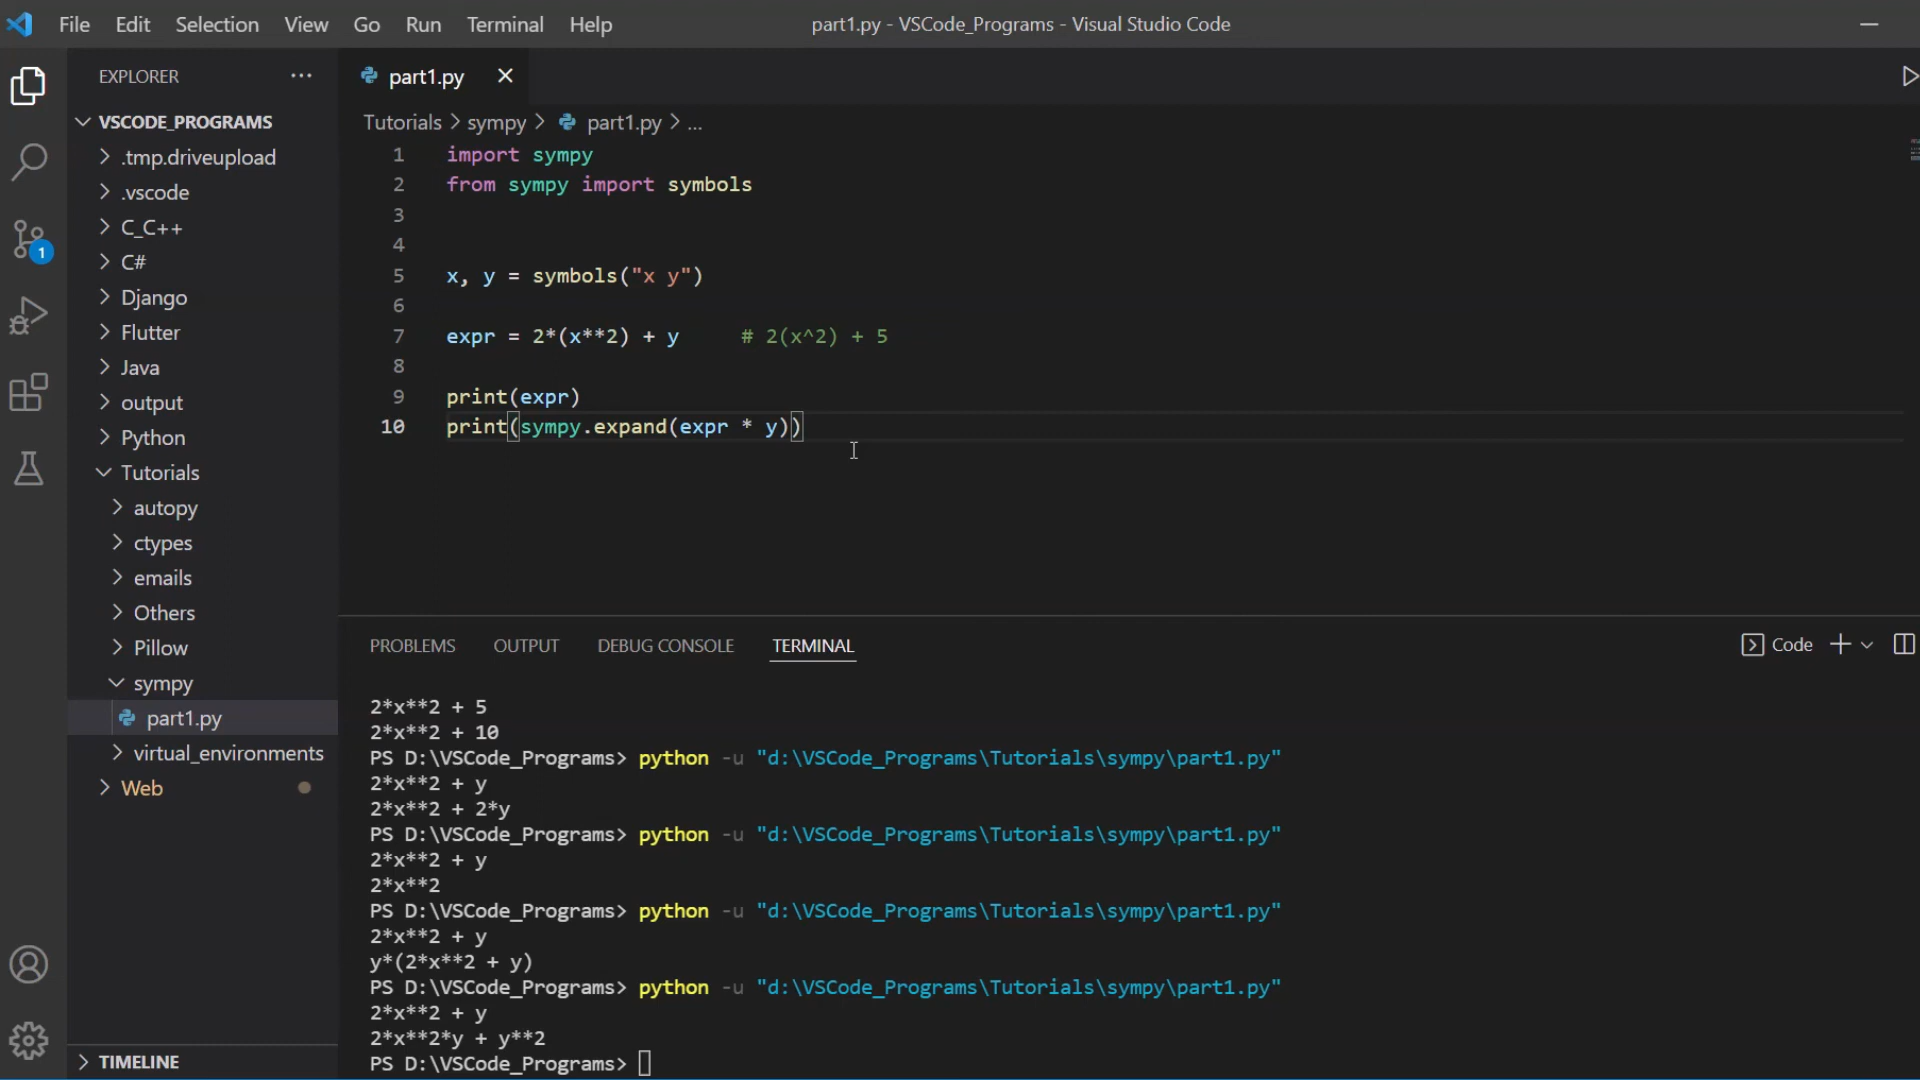 File Edit Selection View Go Run Terminal Help
part1.py - VSCode_Programs - Visual Studio Code
EXPLORER ...
VSCODE_PROGRAMS
.tmp.driveupload
.vscode
C_C++
C#
Django
Flutter
Java
output
Python
Tutorials
autopy
ctypes
emails
Others
Pillow
sympy
part1.py
virtual_environments
Web
TIMELINE
1
part1.py
Tutorials > sympy > part1.py > ...
1 import sympy
2 from sympy import symbols
3
4
5 x, y = symbols("x y")
6
7 expr = 2*(x**2) + y # 2(x^2) + 5
8
9 print(expr)
10 print(sympy.expand(expr * y))
PROBLEMS OUTPUT DEBUG CONSOLE TERMINAL
Code
2*x**2 + 5
2*x**2 + 10
PS D:\VSCode_Programs> python -u "d:\VSCode_Programs\Tutorials\sympy\part1.py"
2*x**2 + y
2*x**2 + 2*y
PS D:\VSCode_Programs> python -u "d:\VSCode_Programs\Tutorials\sympy\part1.py"
2*x**2 + y
2*x**2
PS D:\VSCode_Programs> python -u "d:\VSCode_Programs\Tutorials\sympy\part1.py"
2*x**2 + y
y*(2*x**2 + y)
PS D:\VSCode_Programs> python -u "d:\VSCode_Programs\Tutorials\sympy\part1.py"
2*x**2 + y
2*x**2*y + y**2
PS D:\VSCode_Programs>